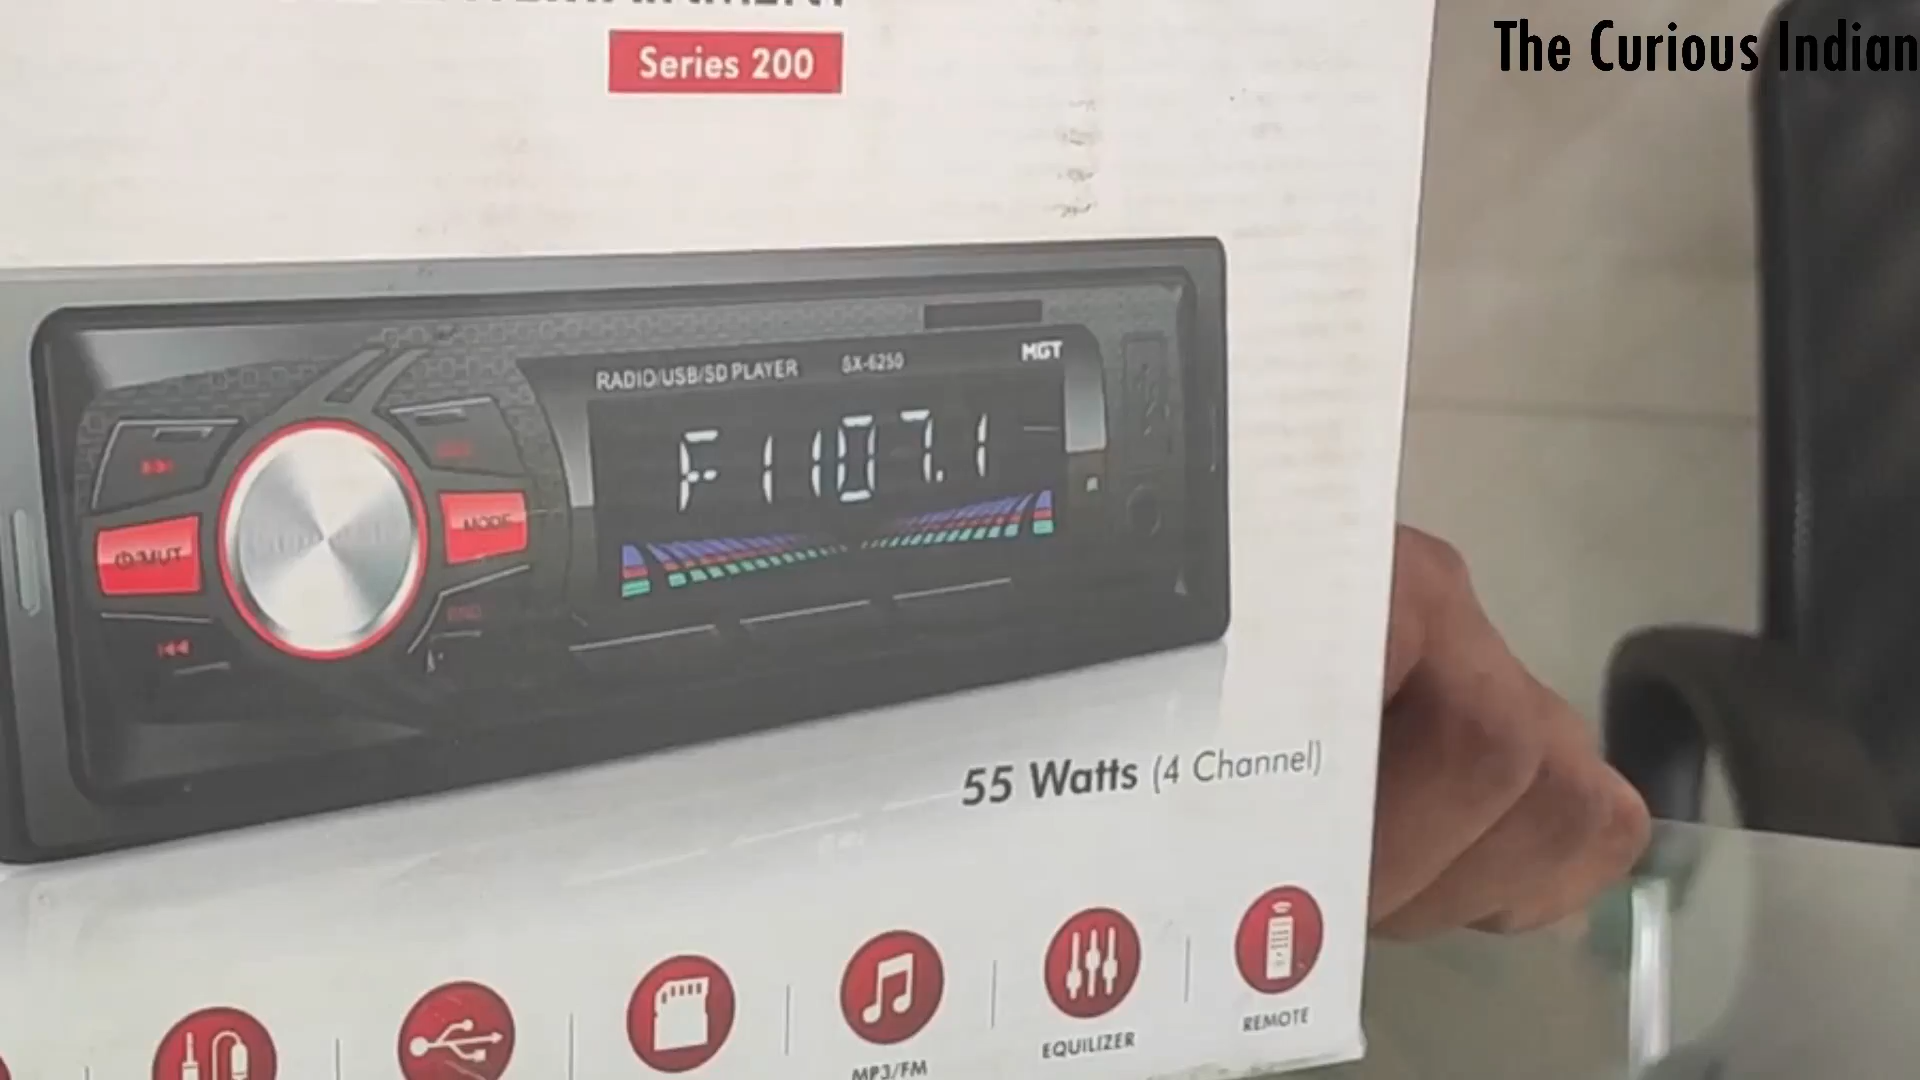 The Curious Indian
Series 200
RADIO/USB/SD PLAYER SX-6250 MGT
F1 107.1
MODE
55 Watts (4 Channel)
MP3/FM
EQUILIZER
REMOTE